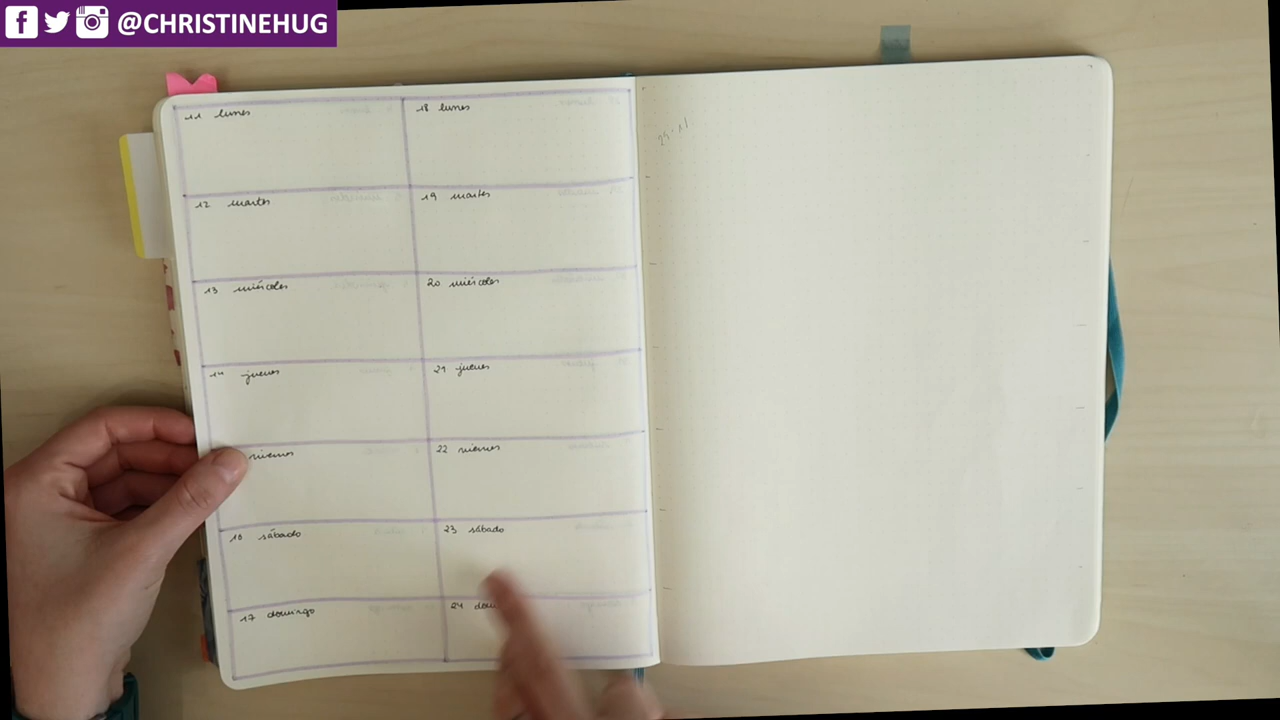 @CHRISTINEHUG
11 lunes
12 martes
13 miércoles
14 jueves
viernes
16 sábado
17 domingo
18 lunes
19 martes
20 miércoles
21 jueves
22 viernes
23 sábado
24